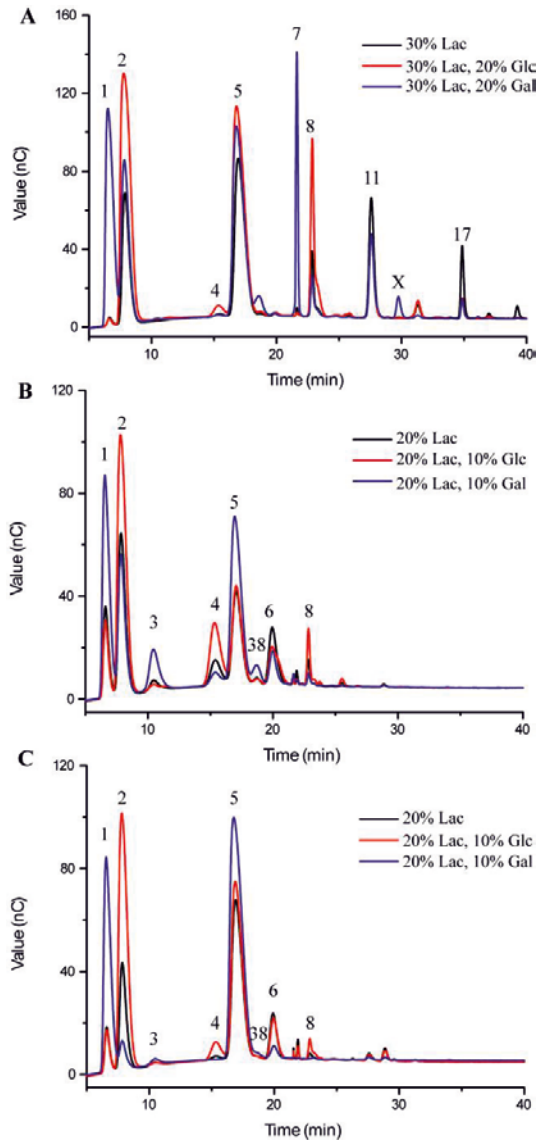 A
30% Lac
30% Lac, 20% Glc
30% Lac, 20% Gal
1
2
4
5
7
8
11
X
17
160
120
80
40
0
Value (nC)
10
20
30
40
Time (min)
B
20% Lac
20% Lac, 10% Glc
20% Lac, 10% Gal
1
2
3
4
5
38
6
8
120
80
40
0
Value (nC)
10
20
30
40
Time (min)
C
20% Lac
20% Lac, 10% Glc
20% Lac, 10% Gal
1
2
3
4
5
38
6
8
120
80
40
0
Value (nC)
10
20
30
40
Time (min)